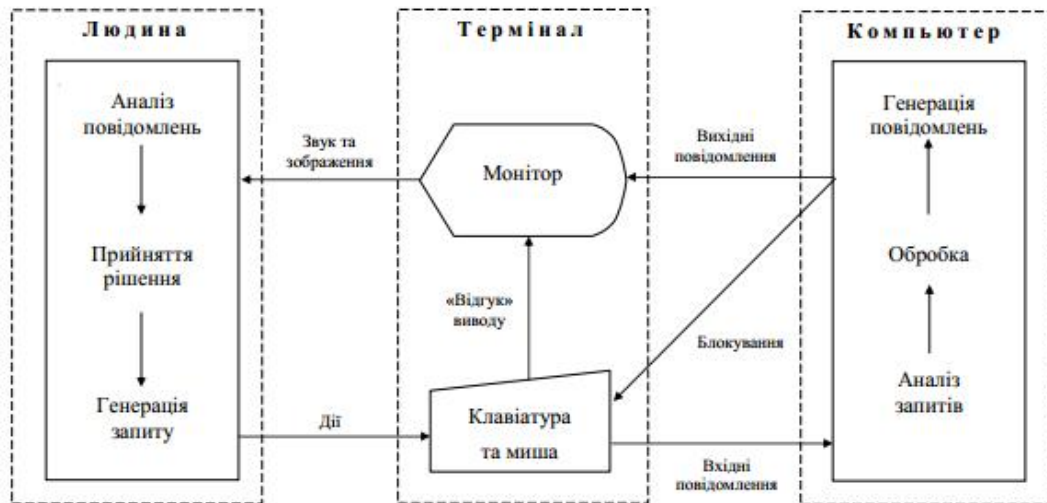 Людина
Аналіз
повідомлень
Прийняття
рішення
Генерація
запиту
Звук та
зображення
Дії
Термінал
Монітор
«Відгук»
виводу
Клавіатура
та миша
Вихідні
повідомлення
Блокування
Вхідні
повідомлення
Компьютер
Генерація
повідомлень
Обробка
Аналіз
запитів